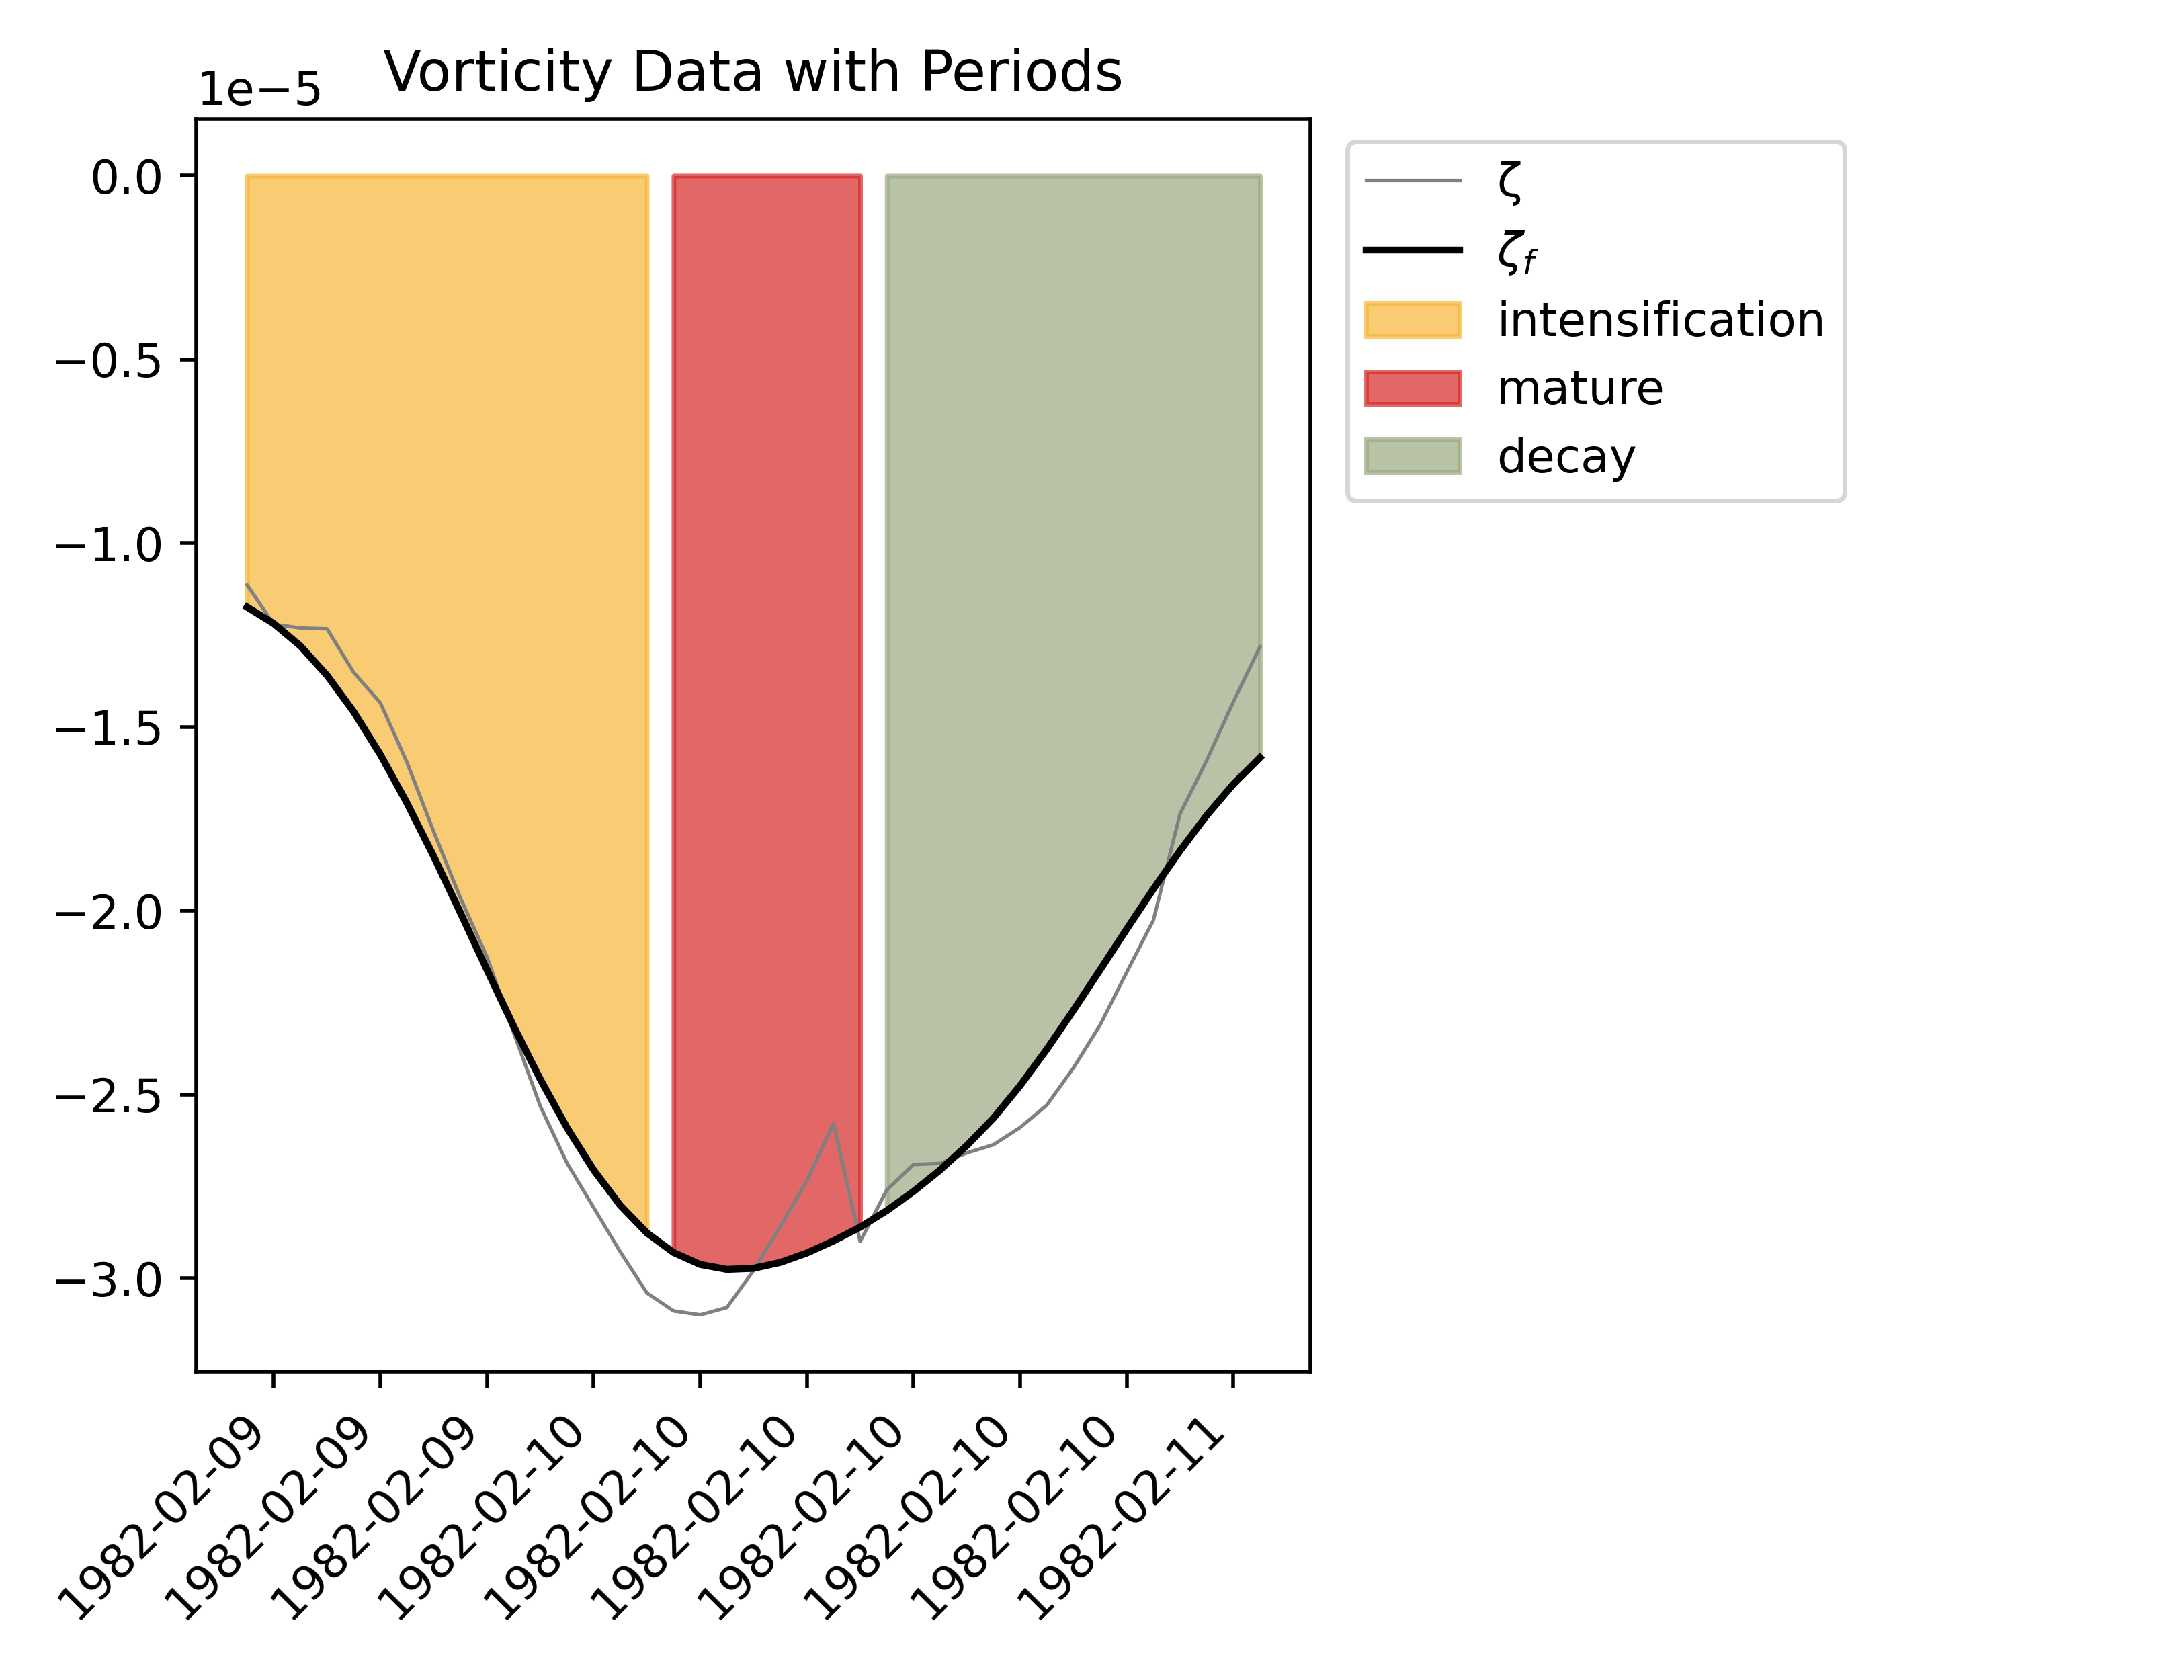 Vorticity Data with Periods
1e−5
0.0
−0.5
−1.0
−1.5
−2.0
−2.5
−3.0
1982-02-09
1982-02-09
1982-02-09
1982-02-10
1982-02-10
1982-02-10
1982-02-10
1982-02-10
1982-02-10
1982-02-11
ζ
ζf
intensification
mature
decay